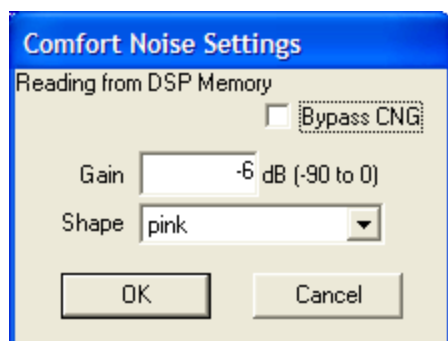 Comfort Noise Settings
Reading from DSP Memory
Bypass CNG
Gain -6 dB (-90 to 0)
Shape pink
OK Cancel